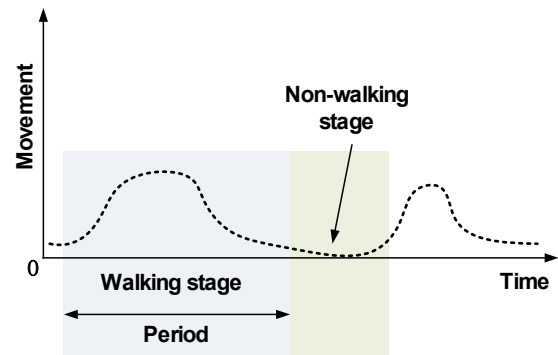 Movement
Non-walking
stage
0
Walking stage
Time
Period